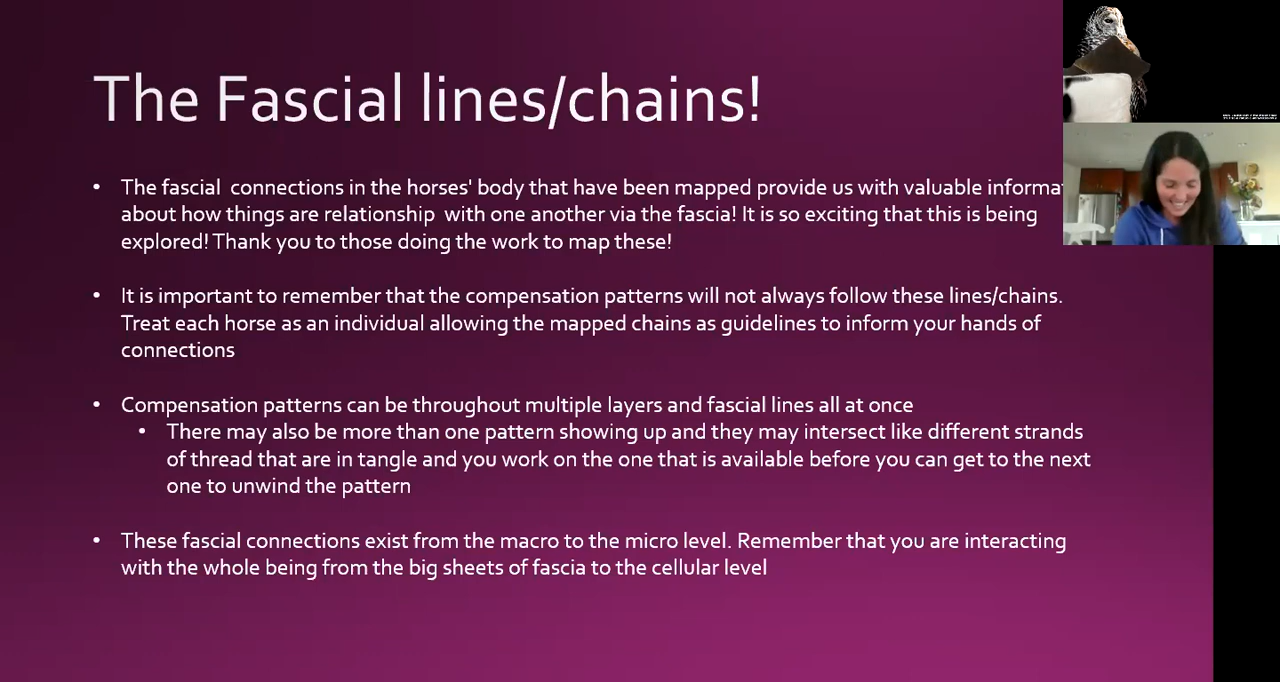 The Fascial lines/chains!
• The fascial connections in the horses' body that have been mapped provide us with valuable
about how things are relationship with one another via the fascia! It is so exciting that this is being
explored! Thank you to those doing the work to map these!
• It is important to remember that the compensation patterns will not always follow these lines/chains.
Treat each horse as an individual allowing the mapped chains as guidelines to inform your hands of
connections
• Compensation patterns can be throughout multiple layers and fascial lines all at once
• There may also be more than one pattern showing up and they may intersect like different strands
of thread that are in tangle and you work on the one that is available before you can get to the next
one to unwind the pattern
• These fascial connections exist from the macro to the micro level. Remember that you are interacting
with the whole being from the big sheets of fascia to the cellular level